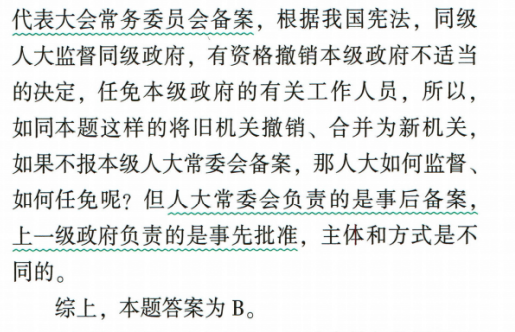 代表大会常务委员会备案，根据我国宪法，同级
人大监督同级政府，有资格撤销本级政府不适当
的决定，任免本级政府的有关工作人员，所以，
如同本题这样的将旧机关撤销、合并为新机关，
如果不报本级人大常委会备案，那人大如何监督、
如何任免呢？但人大常委会负责的是事后备案，
上一级政府负责的是事先批准，主体和方式是不
同的。
综上，本题答案为 B。